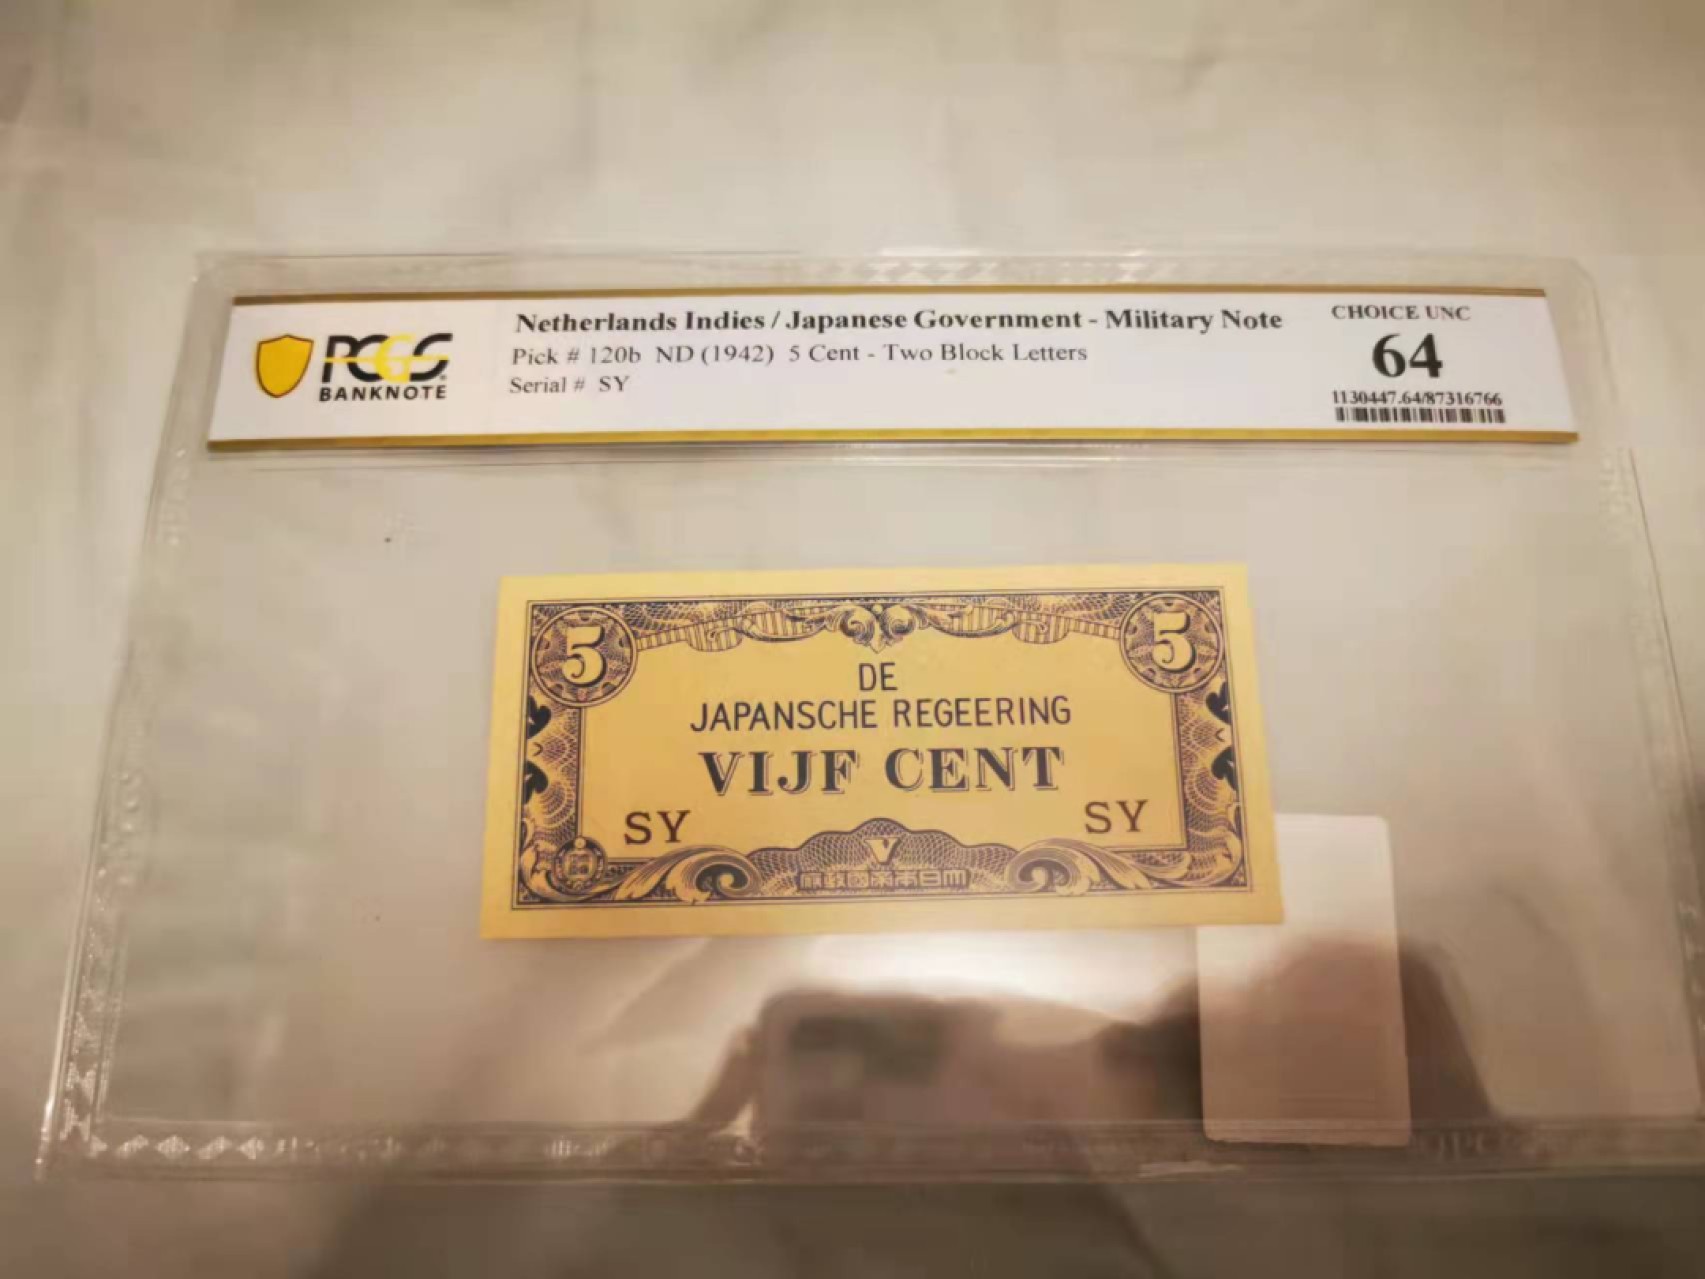 PCGS
BANKNOTE
Netherlands Indies / Japanese Government - Military Note
Pick # 120b ND (1942) 5 Cent - Two Block Letters
Serial # SY
CHOICE UNC
64
1130447.64/87316766
5
5
DE
JAPANSCHE REGEERING
VIJF CENT
SY
SY
府政國帝本日大